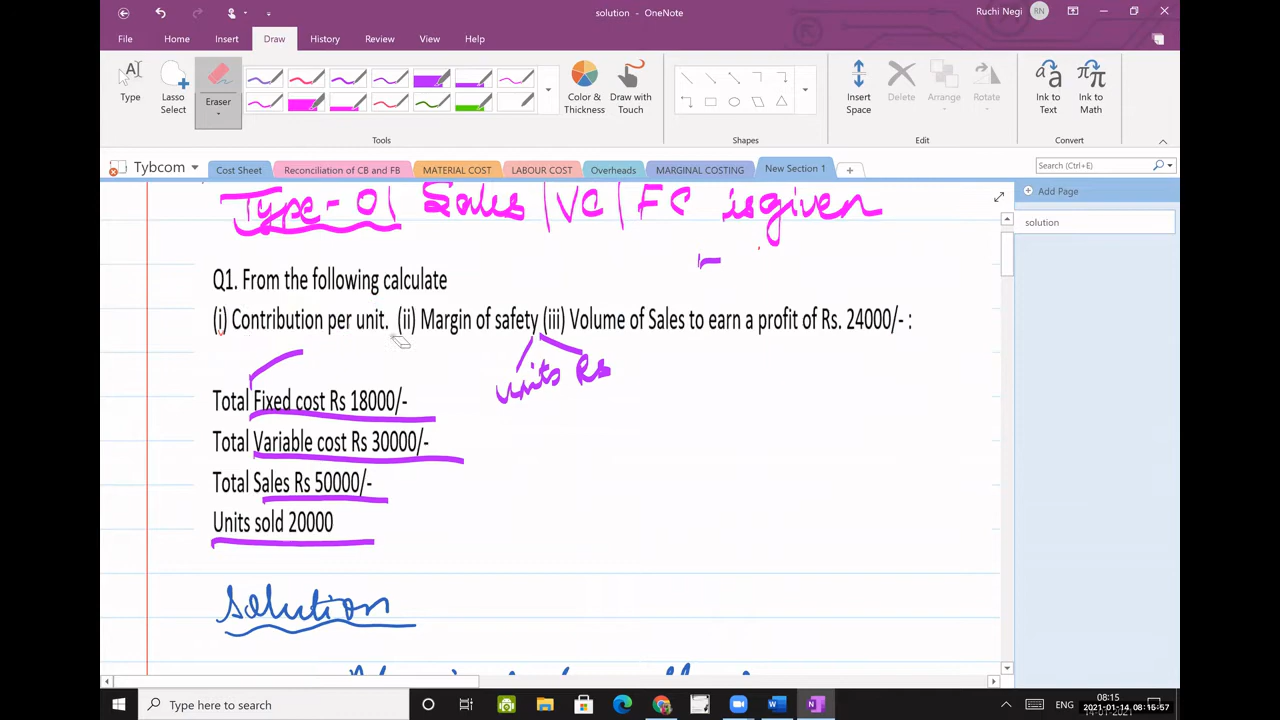 solution - OneNote
Ruchi Negi RN
File Home Insert Draw History Review View Help
Type Lasso Select Eraser Color & Thickness Draw with Touch Insert Space Delete Arrange Rotate Ink to Text Ink to Math
Tools Shapes Edit Convert
Tybcom Cost Sheet Reconciliation of CB and FB MATERIAL COST LABOUR COST Overheads MARGINAL COSTING New Section 1 Search (Ctrl+E)
Add Page
solution
Type-01 Sales | VC | FC is given
Q1. From the following calculate
(i) Contribution per unit. (ii) Margin of safety (iii) Volume of Sales to earn a profit of Rs. 24000/- :
units Rs
Total Fixed cost Rs 18000/-
Total Variable cost Rs 30000/-
Total Sales Rs 50000/-
Units sold 20000
Solution
Type here to search
ENG
08:15
14-01-2021
2021-01-14 08:16:57